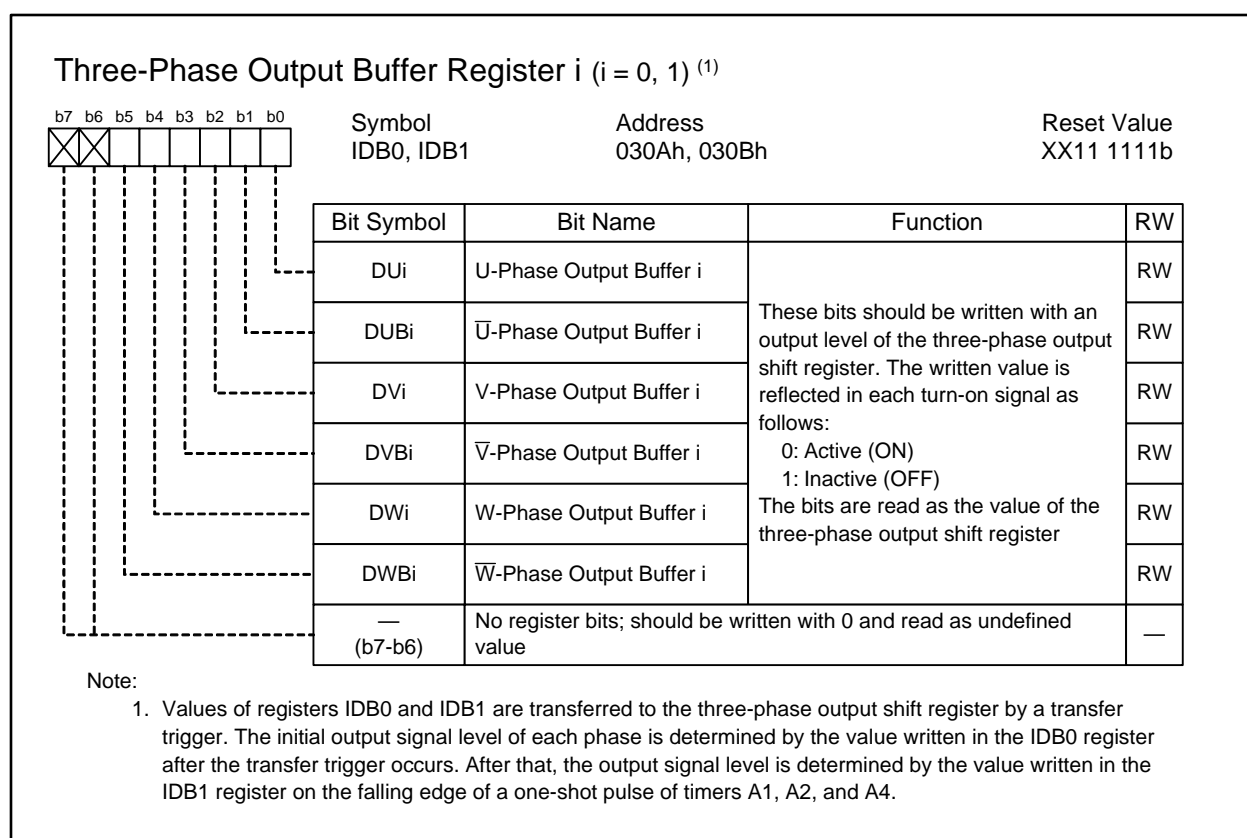 Three-Phase Output Buffer Register i (i = 0, 1) (1)
b7 b6 b5 b4 b3 b2 b1 b0
Symbol Address Reset Value
IDB0, IDB1 030Ah, 030Bh XX11 1111b
Bit Symbol Bit Name Function RW
DUi U-Phase Output Buffer i RW
DUBi U̅-Phase Output Buffer i RW
DVi V-Phase Output Buffer i RW
DVBi V̅-Phase Output Buffer i RW
DWi W-Phase Output Buffer i RW
DWBi W̅-Phase Output Buffer i RW
These bits should be written with an
output level of the three-phase output
shift register. The written value is
reflected in each turn-on signal as
follows:
0: Active (ON)
1: Inactive (OFF)
The bits are read as the value of the
three-phase output shift register
—
(b7-b6)
No register bits; should be written with 0 and read as undefined
value
—
Note:
1. Values of registers IDB0 and IDB1 are transferred to the three-phase output shift register by a transfer
trigger. The initial output signal level of each phase is determined by the value written in the IDB0 register
after the transfer trigger occurs. After that, the output signal level is determined by the value written in the
IDB1 register on the falling edge of a one-shot pulse of timers A1, A2, and A4.